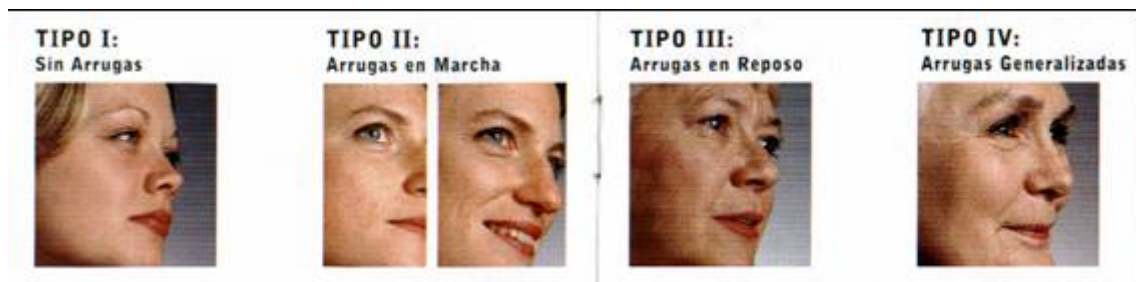 TIPO I:
Sin Arrugas
TIPO II:
Arrugas en Marcha
TIPO III:
Arrugas en Reposo
TIPO IV:
Arrugas Generalizadas